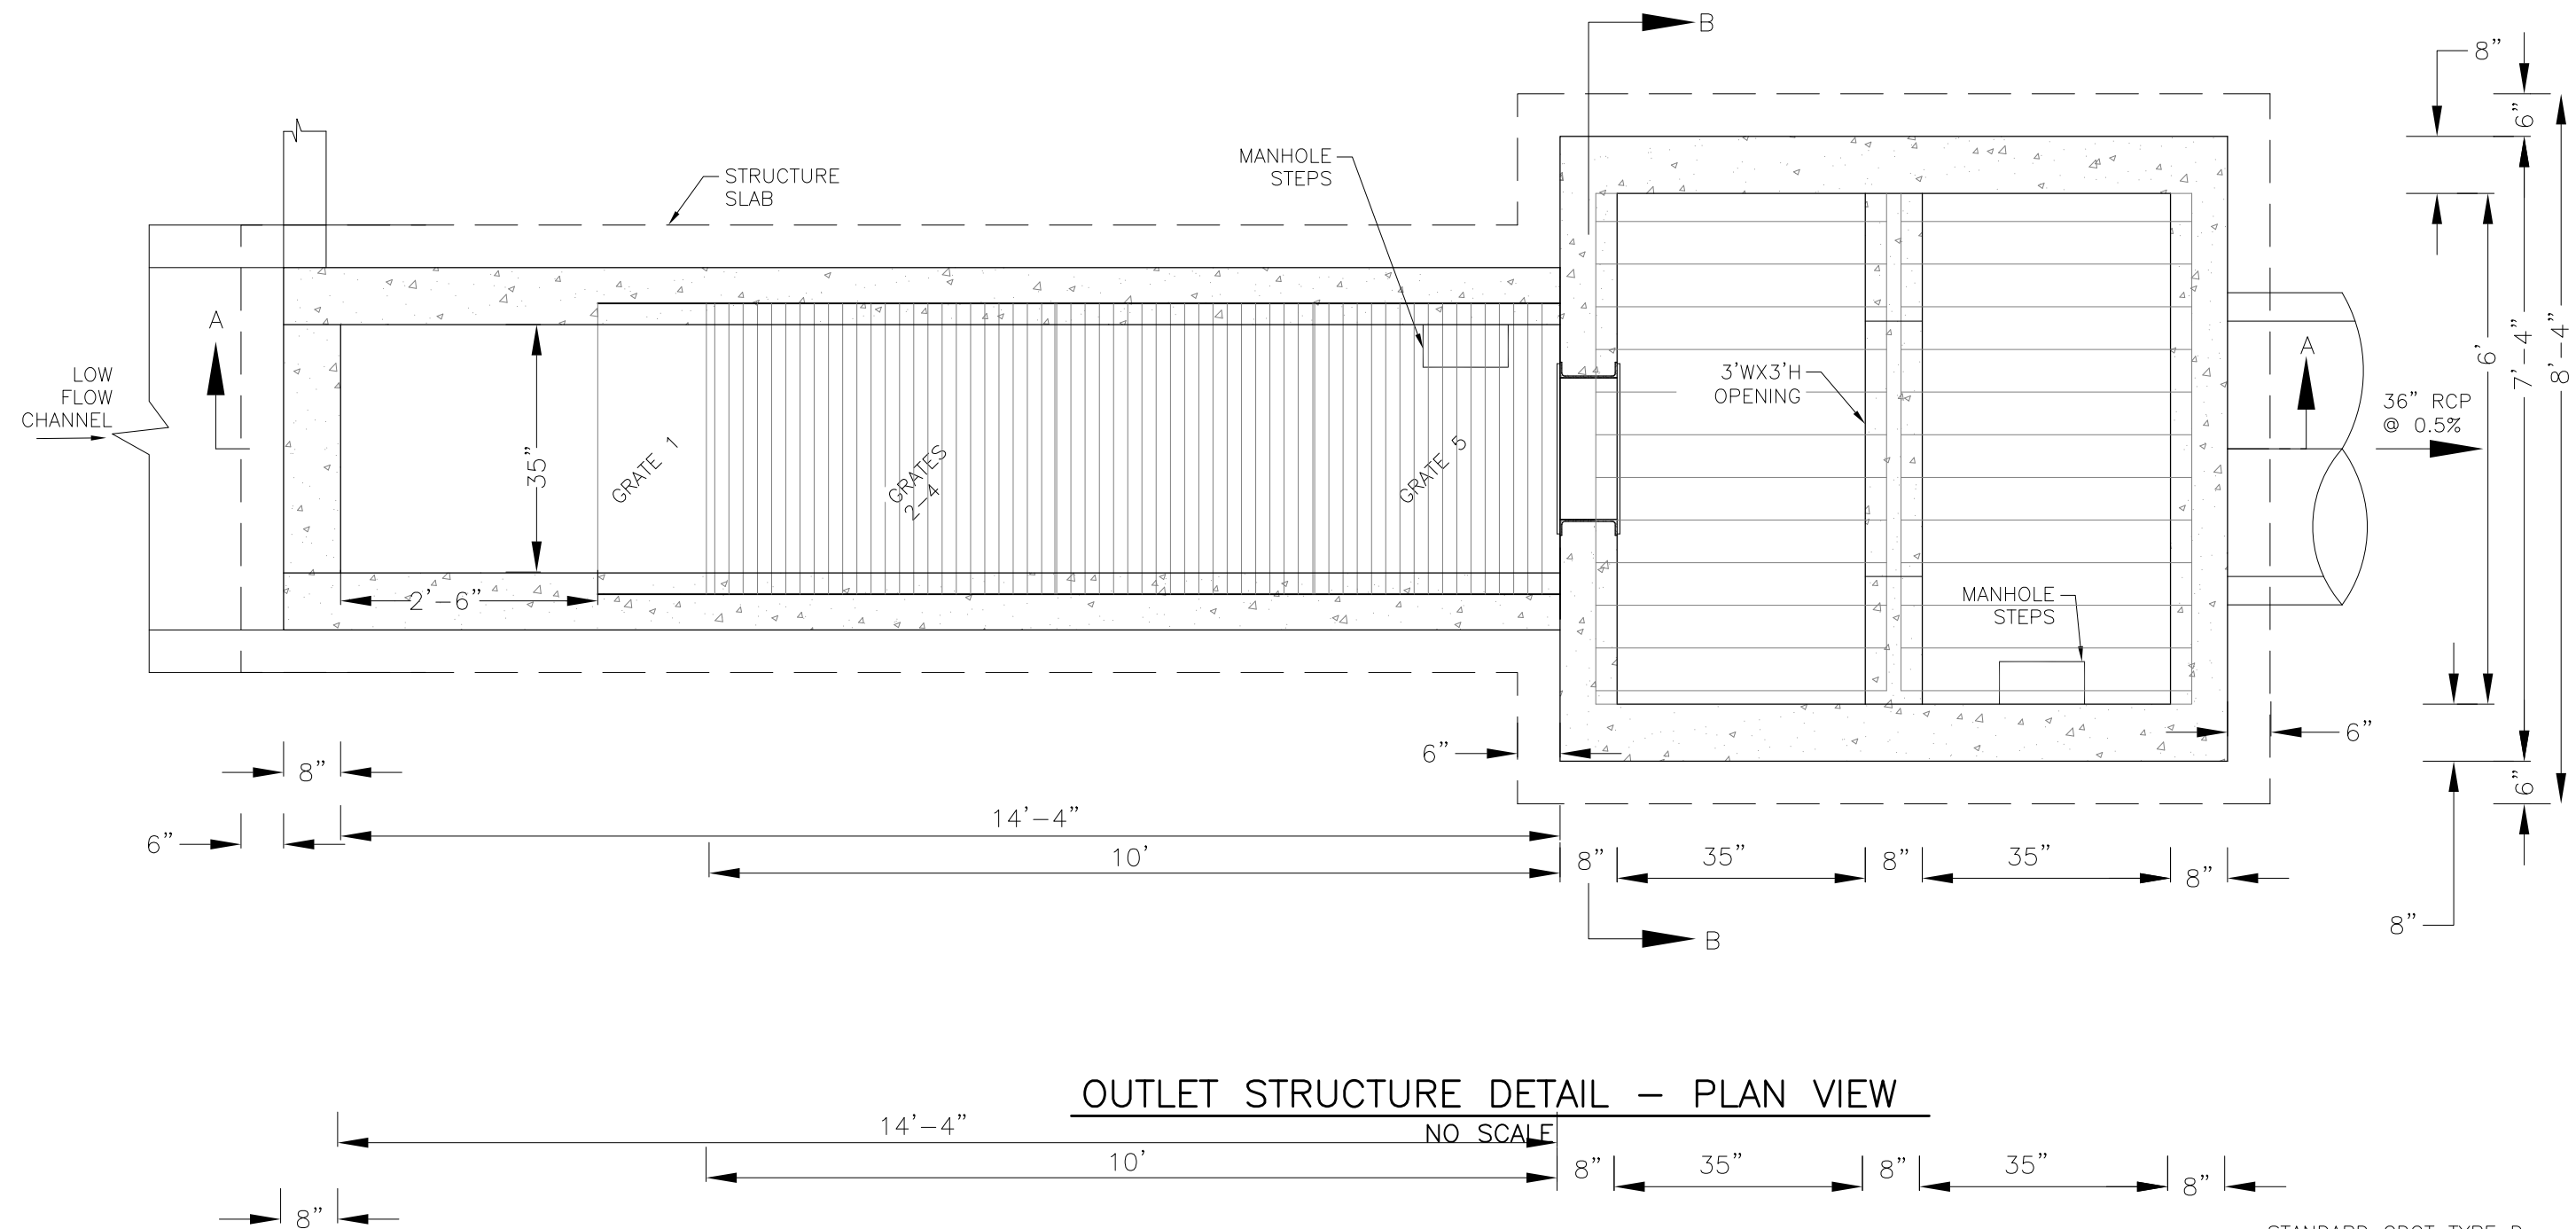 B
8”
6”
MANHOLE
STEPS
STRUCTURE
SLAB
A
LOW
FLOW
CHANNEL
35”
GRATE 1
GRATES
2–4
GRATE 5
3’WX3’H
OPENING
A
36” RCP
@ 0.5%
6’
7’–4”
8’–4”
2’–6”
MANHOLE
STEPS
6”
6”
6”
8”
14’–4”
6”
10’
8”
35”
8”
35”
8”
8”
B
OUTLET STRUCTURE DETAIL – PLAN VIEW
NO SCALE
14’–4”
10’
8”
35”
8”
35”
8”
8”
STANDARD CDOT TYPE D